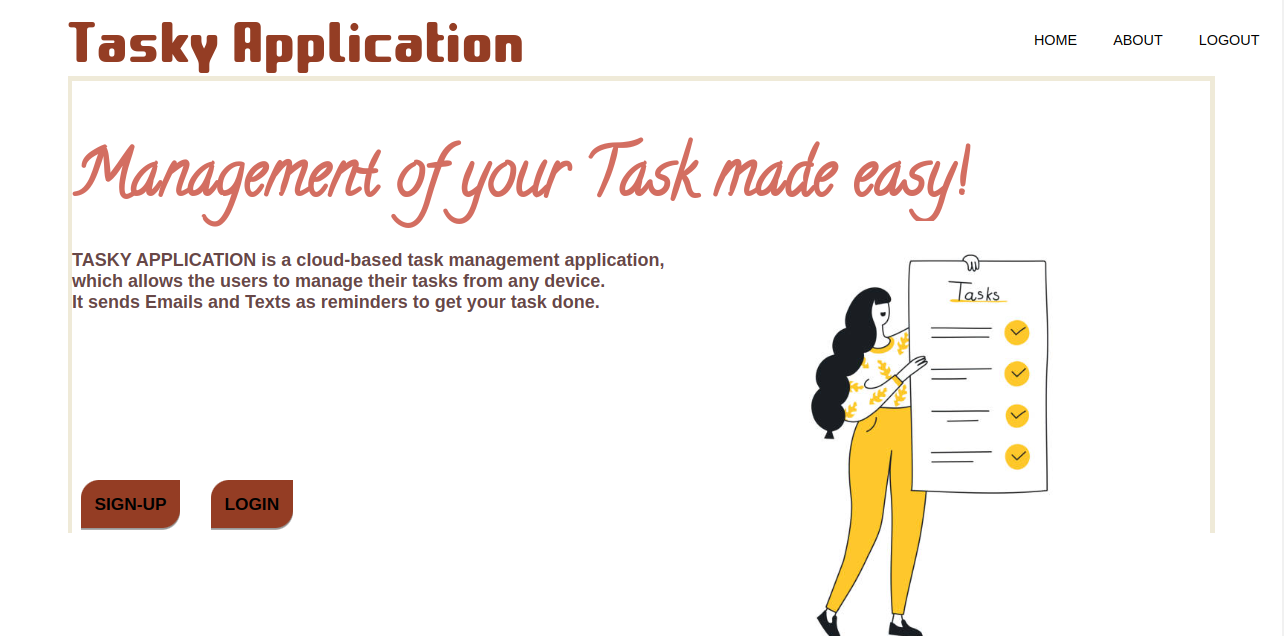 Tasky Application
HOME ABOUT LOGOUT
Management of your Task made easy!
TASKY APPLICATION is a cloud-based task management application,
which allows the users to manage their tasks from any device.
It sends Emails and Texts as reminders to get your task done.
Tasks
SIGN-UP LOGIN